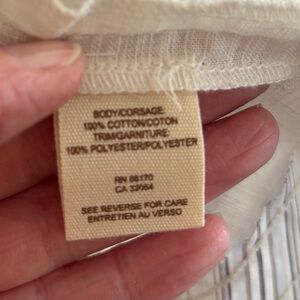 BODY/CORSAGE:
100% COTTON/COTON
TRIM/GARNITURE:
100% POLYESTER/POLYESTER
RN 66170
CA 32054
SEE REVERSE FOR CARE
ENTRETIEN AU VERSO